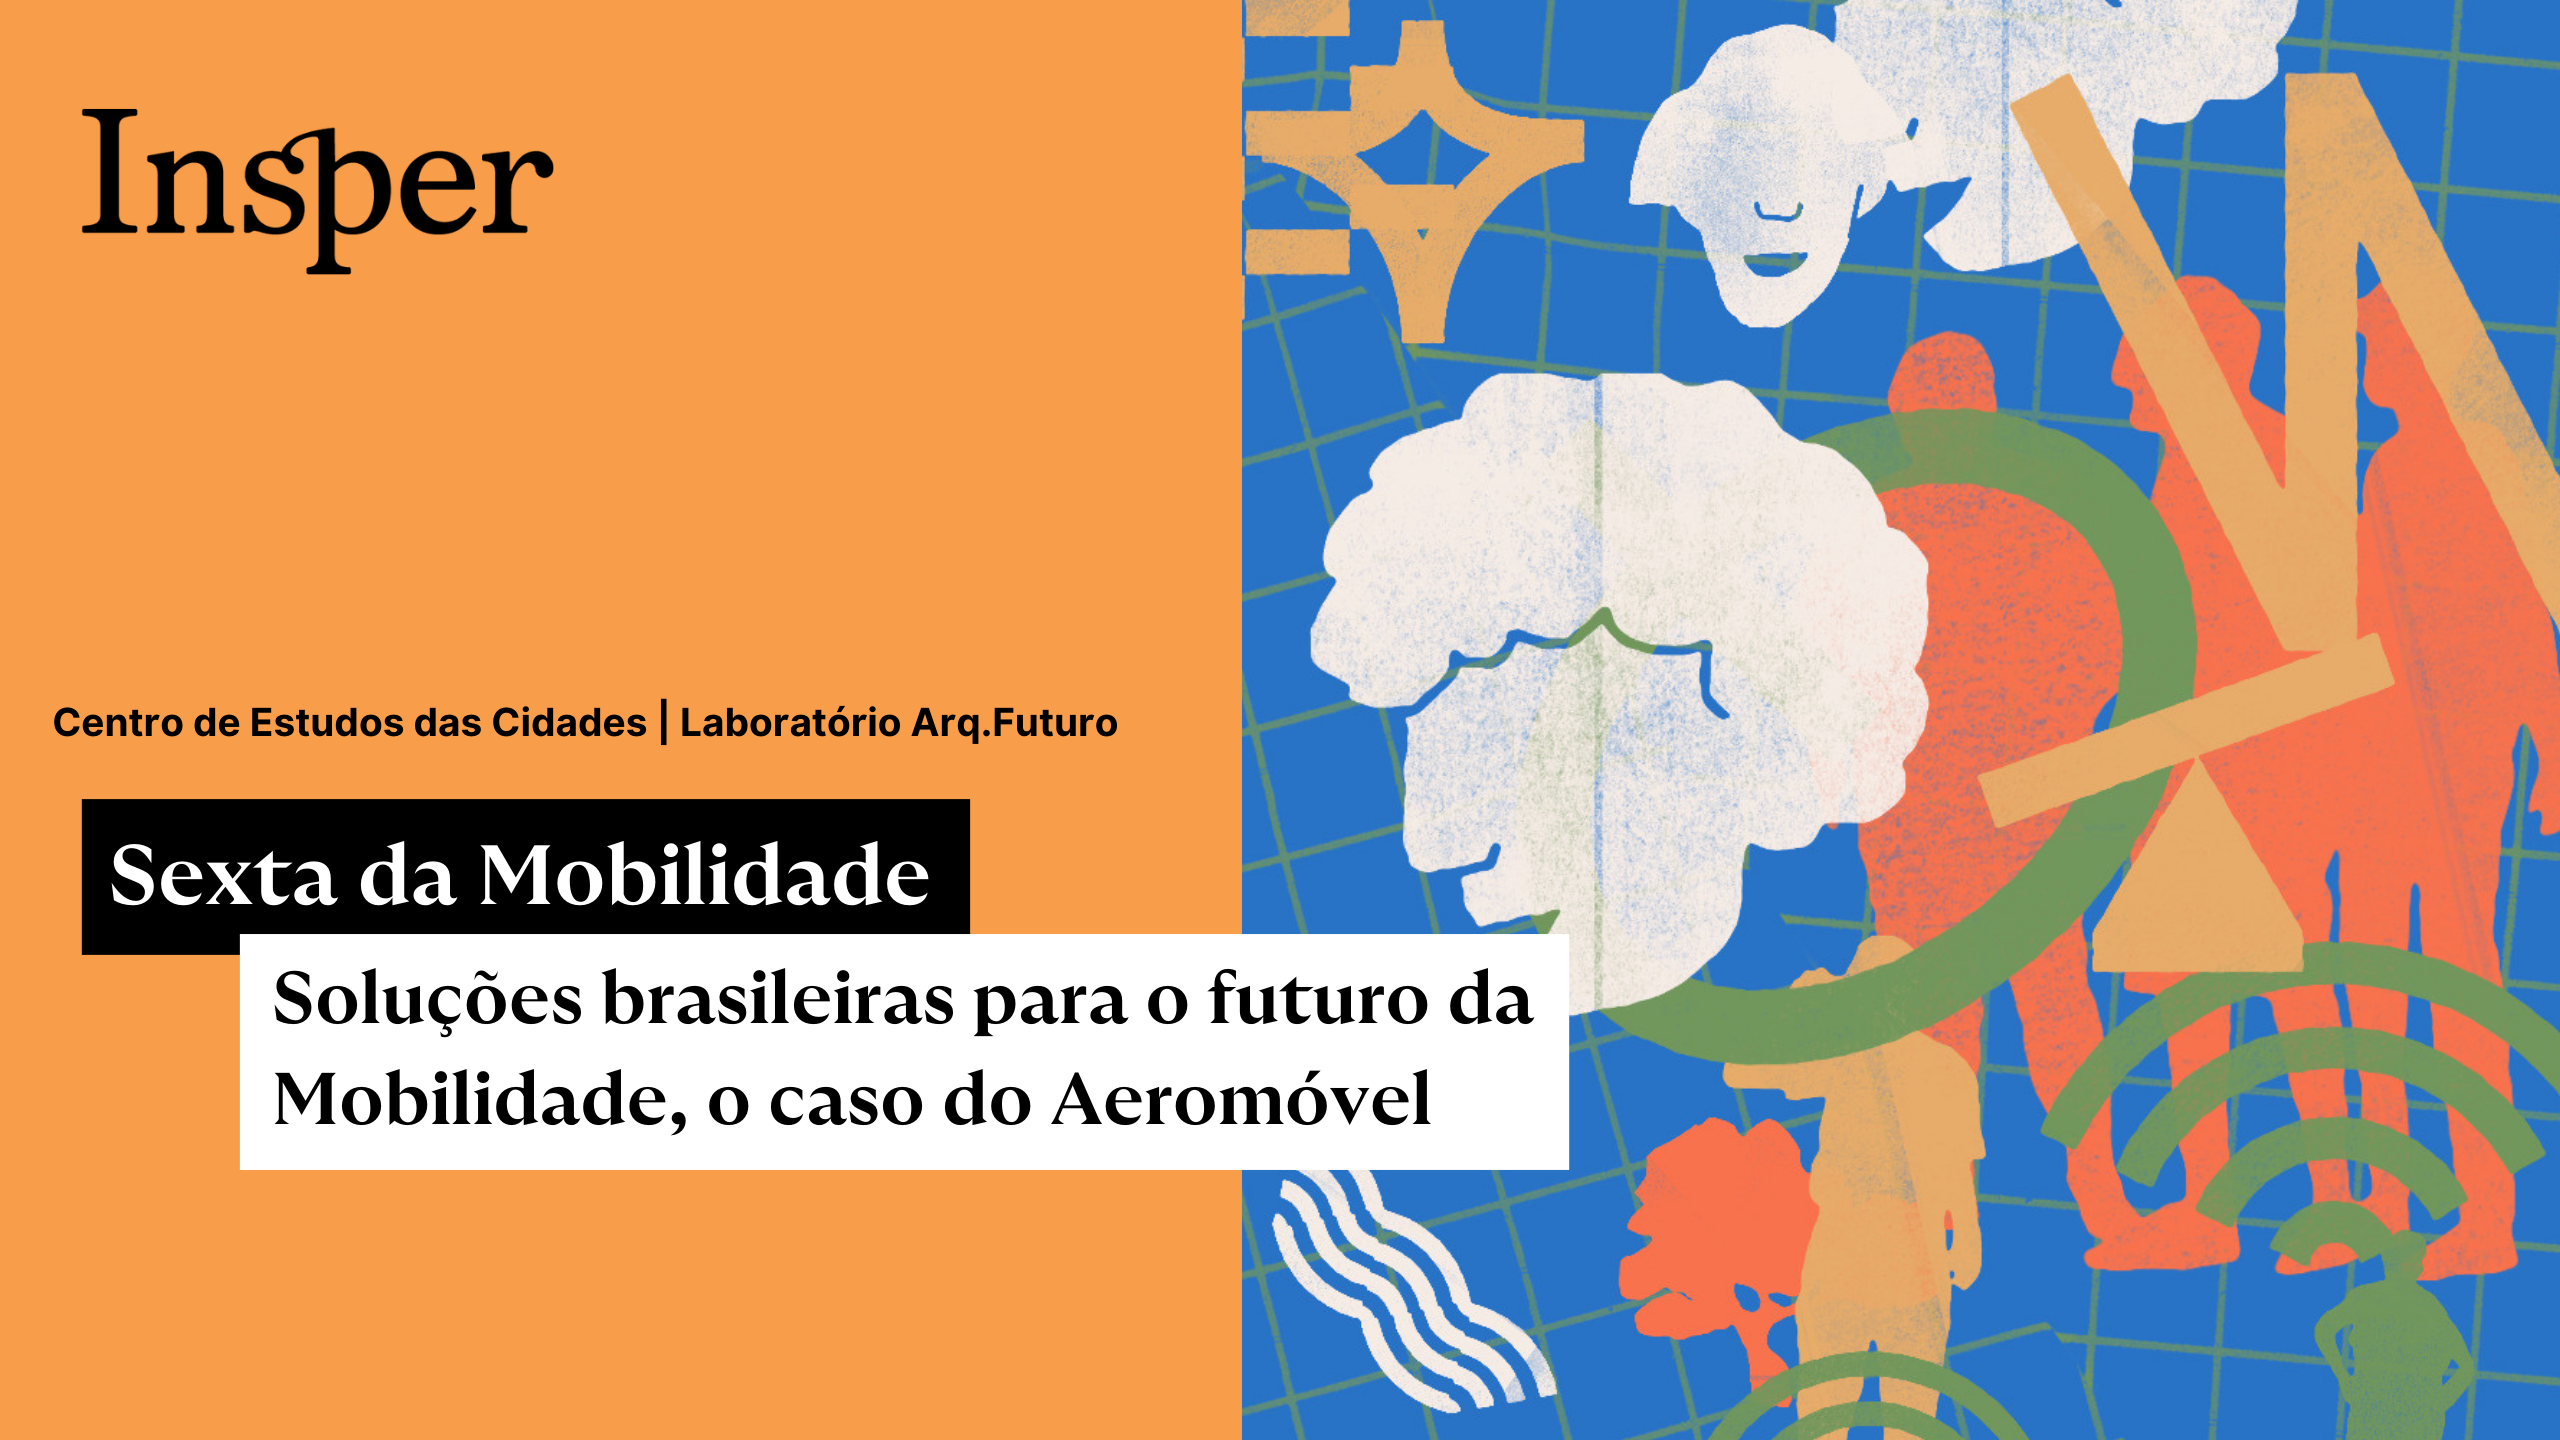 Insper
Centro de Estudos das Cidades | Laboratório Arq.Futuro
Sexta da Mobilidade
Soluções brasileiras para o futuro da
Mobilidade, o caso do Aeromóvel